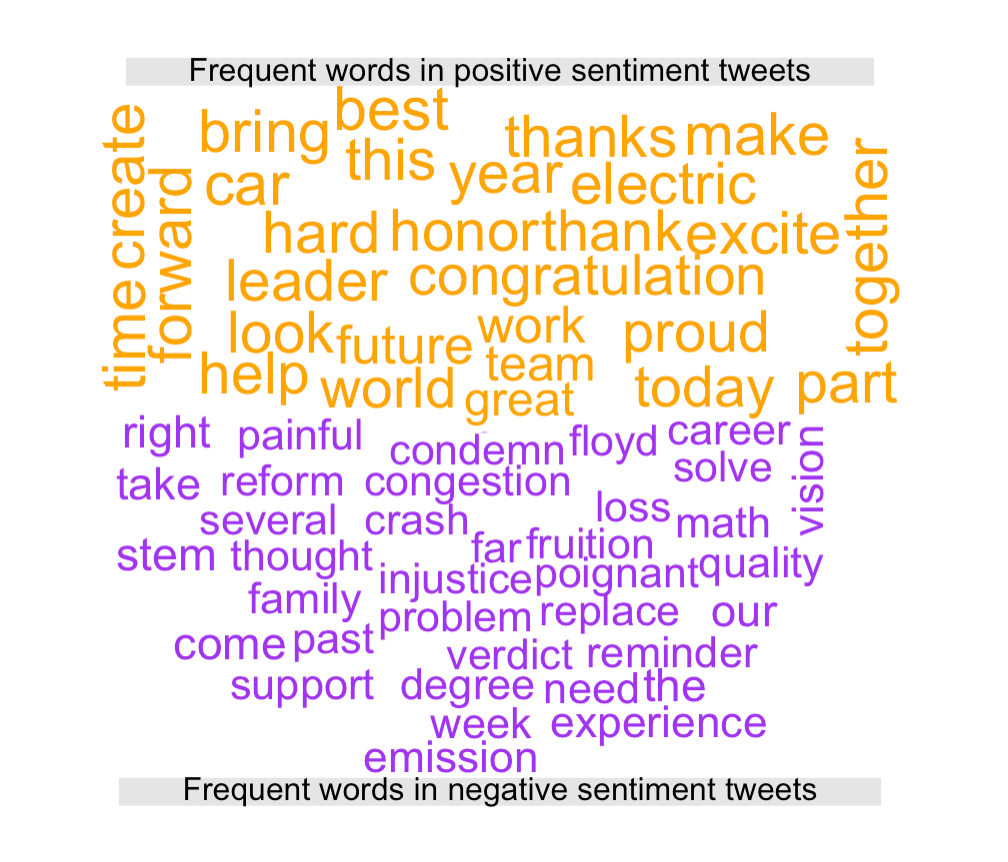 Frequent words in positive sentiment tweets
best
bring
thanks
make
create
this
year
electric
car
together
forward
hard
honor
thank
excite
leader
congratulation
time
look
future
work
proud
team
help
world
great
today
part
right
painful
condemn
floyd
career
vision
take
reform
congestion
solve
several
crash
loss
math
stem
thought
far
fruition
injustice
poignant
quality
family
problem
replace
our
come
past
verdict
reminder
support
degree
need
the
week
experience
emission
Frequent words in negative sentiment tweets